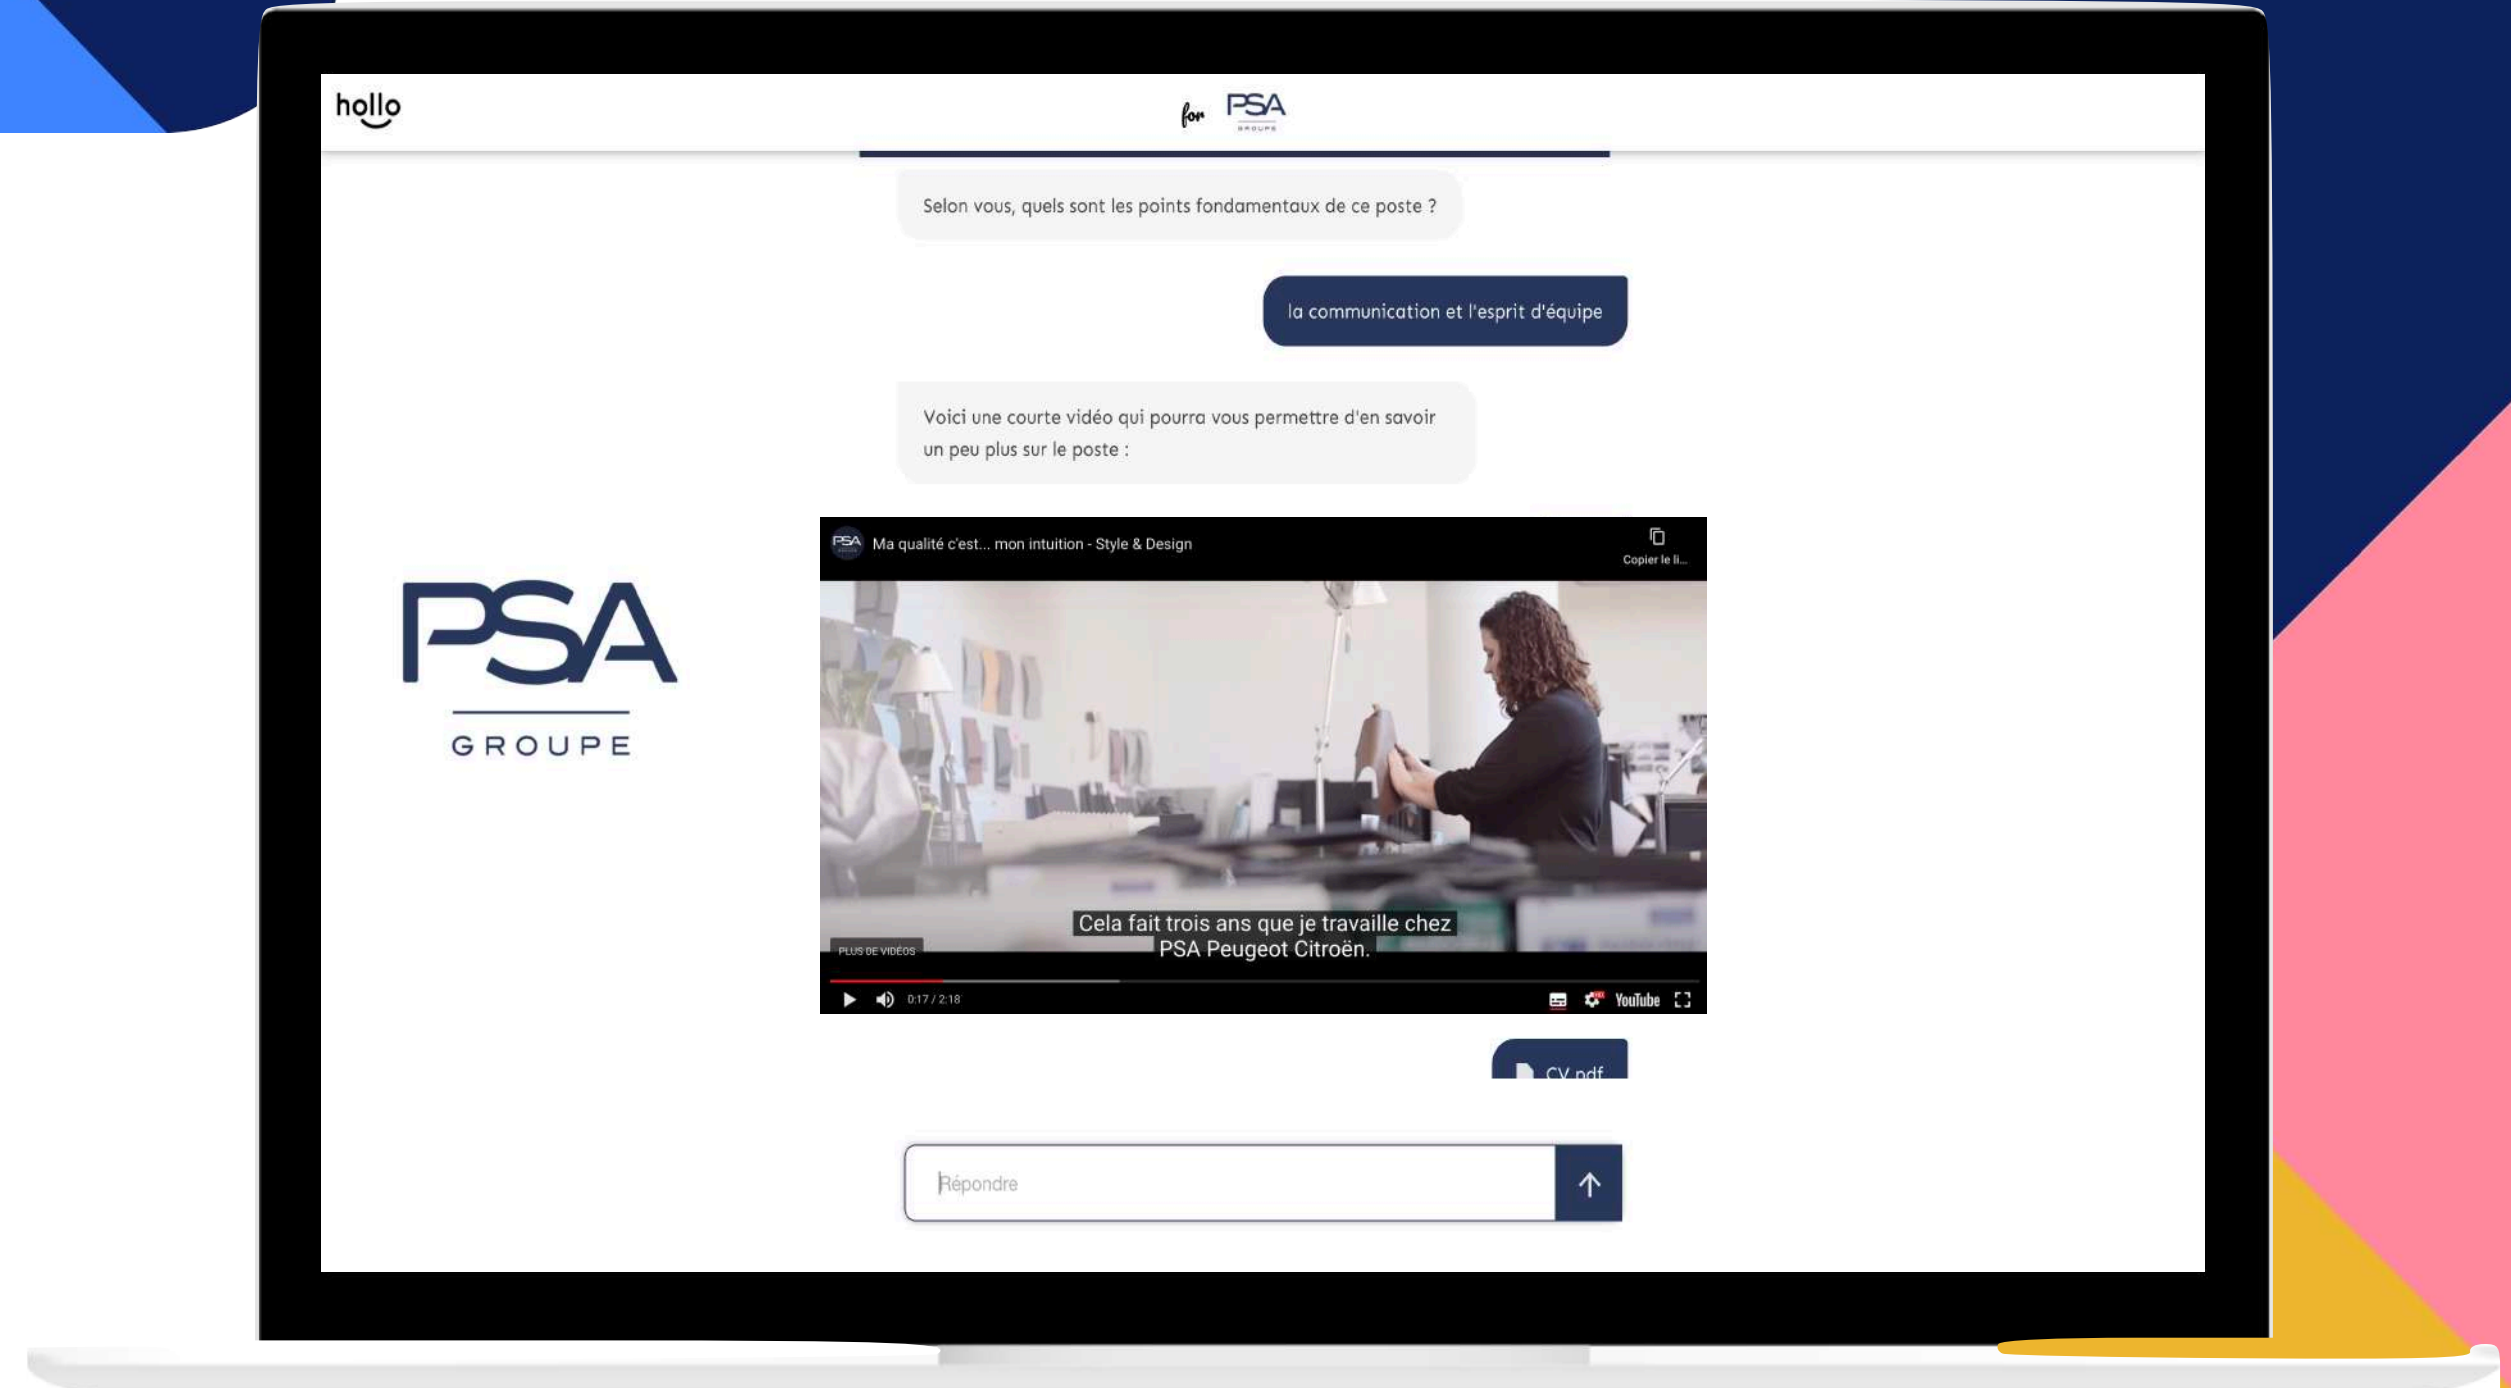 hollo
for PSA
GROUPE
Selon vous, quels sont les points fondamentaux de ce poste ?
la communication et l'esprit d'équipe
Voici une courte vidéo qui pourra vous permettre d'en savoir
un peu plus sur le poste :
PSA
GROUPE
PSA Ma qualité c'est... mon intuition - Style & Design
Copier le li...
Cela fait trois ans que je travaille chez
PSA Peugeot Citroën.
PLUS DE VIDÉOS
0:17 / 2:18
YouTube
CV.pdf
Répondre